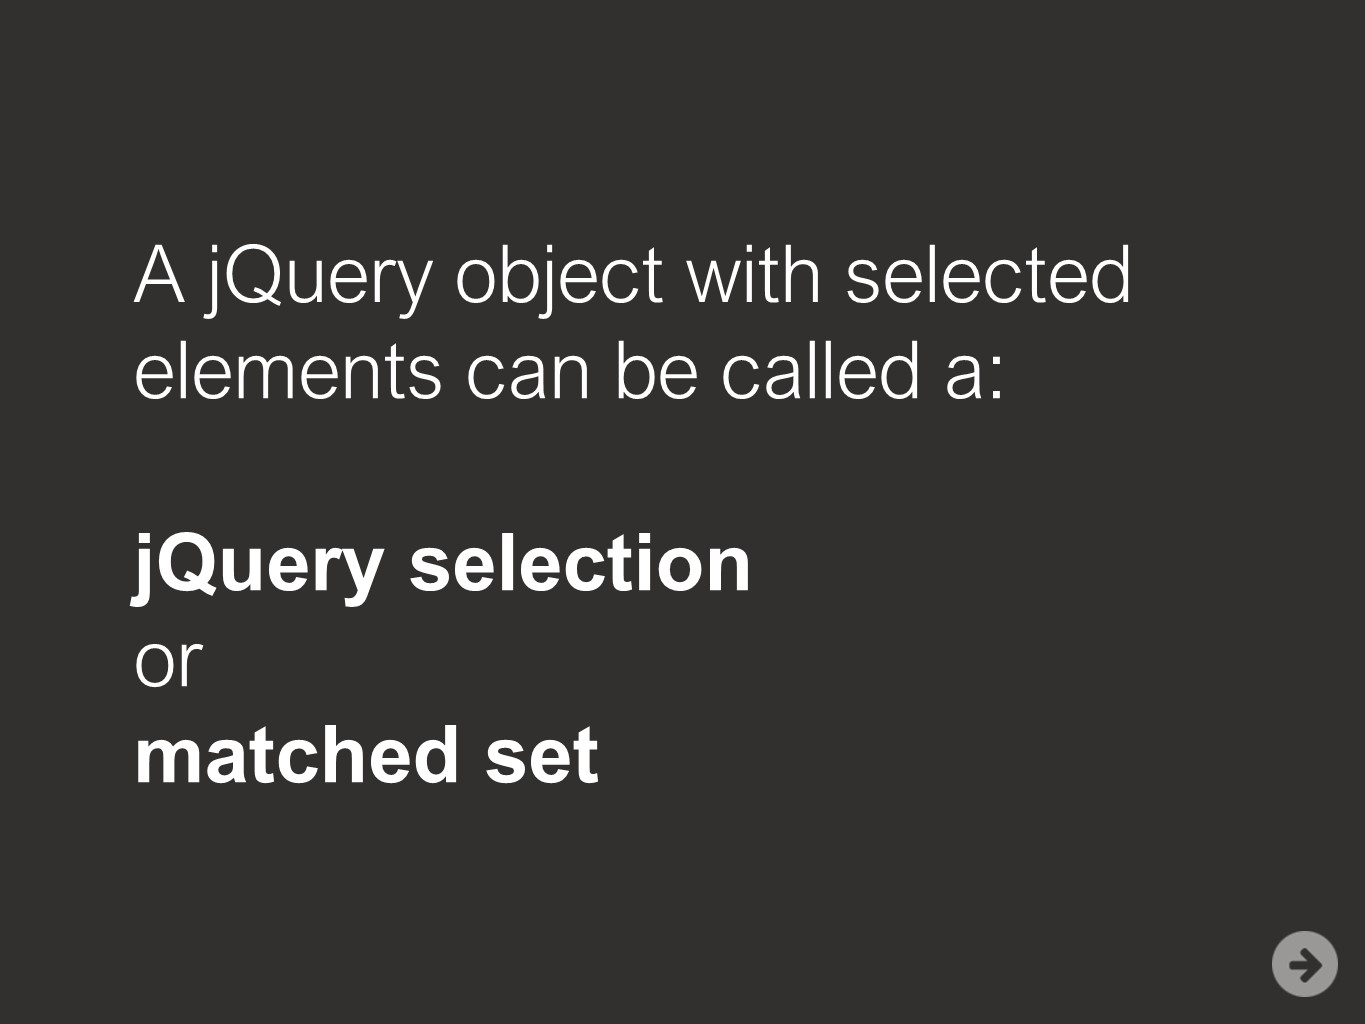 A jQuery object with selected
elements can be called a:
jQuery selection
or
matched set